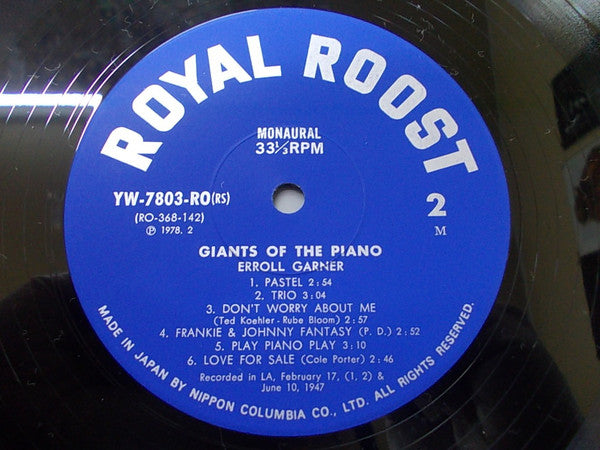 ROYAL ROOST
MONAURAL
33⅓RPM
YW-7803-RO(RS)
(RO-368-142)
Ⓟ 1978. 2
2
M
GIANTS OF THE PIANO
ERROLL GARNER
1. PASTEL 2:54
2. TRIO 3:04
3. DON'T WORRY ABOUT ME
(Ted Koehler - Rube Bloom) 2:57
4. FRANKIE & JOHNNY FANTASY (P. D.) 2:52
5. PLAY PIANO PLAY 3:10
6. LOVE FOR SALE (Cole Porter) 2:46
Recorded in LA, February 17, (1, 2) &
June 10, 1947
MADE IN JAPAN BY NIPPON COLUMBIA CO., LTD. ALL RIGHTS RESERVED.